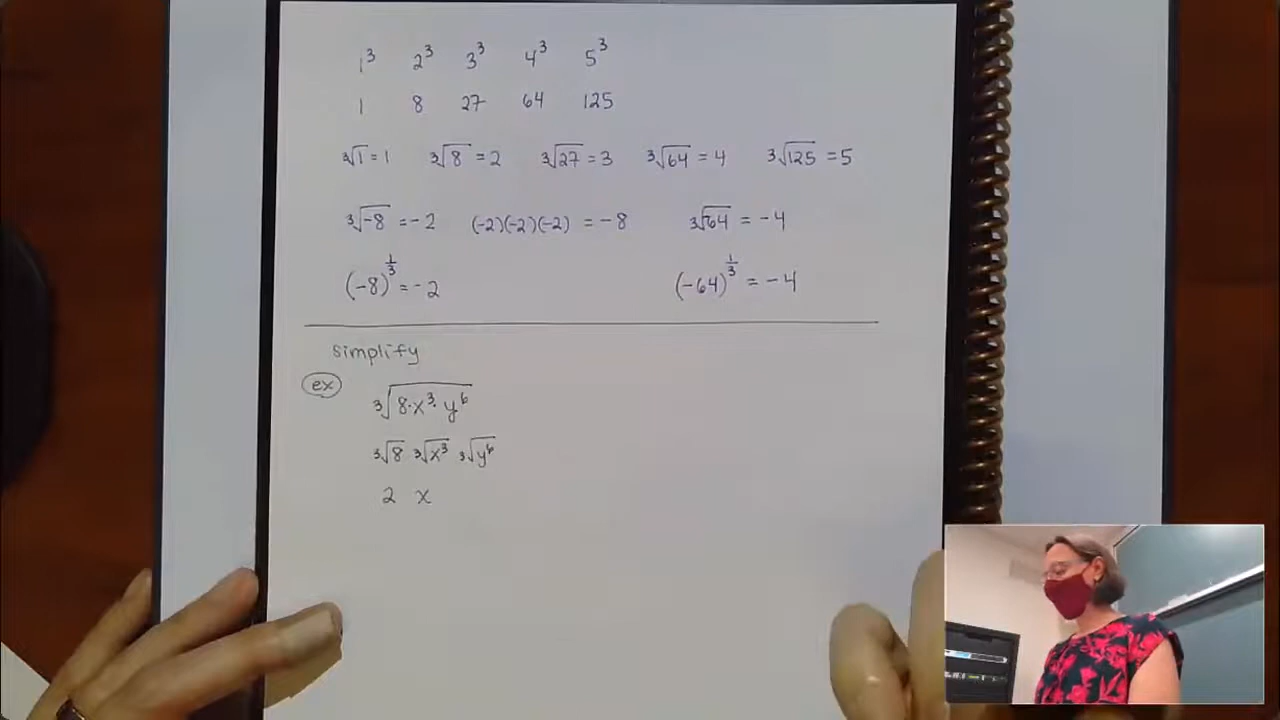 1³ 2³ 3³ 4³ 5³
1 8 27 64 125
∛1 = 1 ∛8 = 2 ∛27 = 3 ∛64 = 4 ∛125 = 5
∛-8 = -2 (-2)(-2)(-2) = -8 ∛-64 = -4
(-8)^(1/3) = -2 (-64)^(1/3) = -4
Simplify
ex ∛(8·x³·y⁶)
∛8 ∛x³ ∛y⁶
2 x